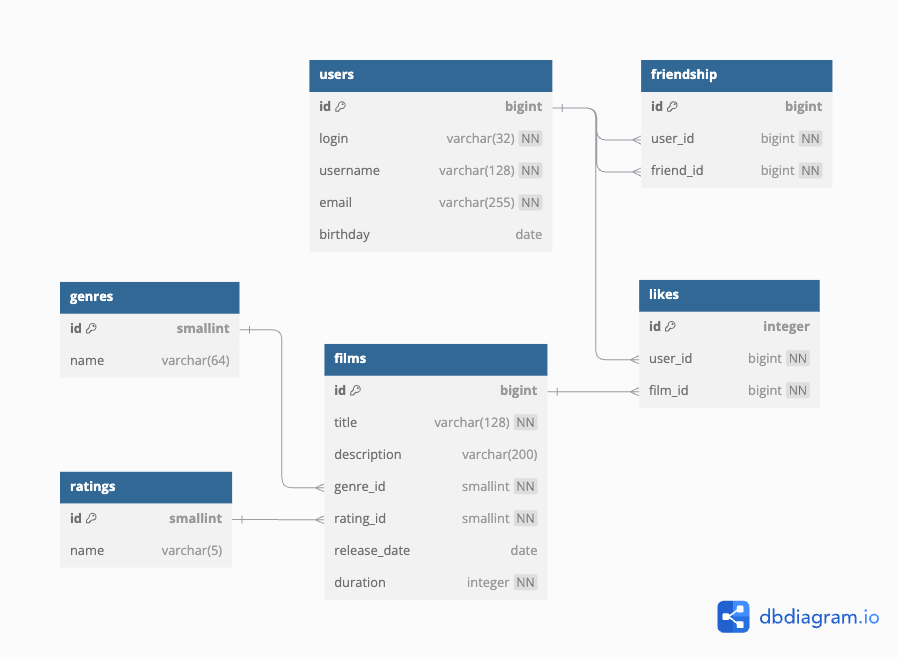 users
id bigint
login varchar(32) NN
username varchar(128) NN
email varchar(255) NN
birthday date
friendship
id bigint
user_id bigint NN
friend_id bigint NN
genres
id smallint
name varchar(64)
likes
id integer
user_id bigint NN
film_id bigint NN
films
id bigint
title varchar(128) NN
description varchar(200)
genre_id smallint NN
rating_id smallint NN
release_date date
duration integer NN
ratings
id smallint
name varchar(5)
dbdiagram.io